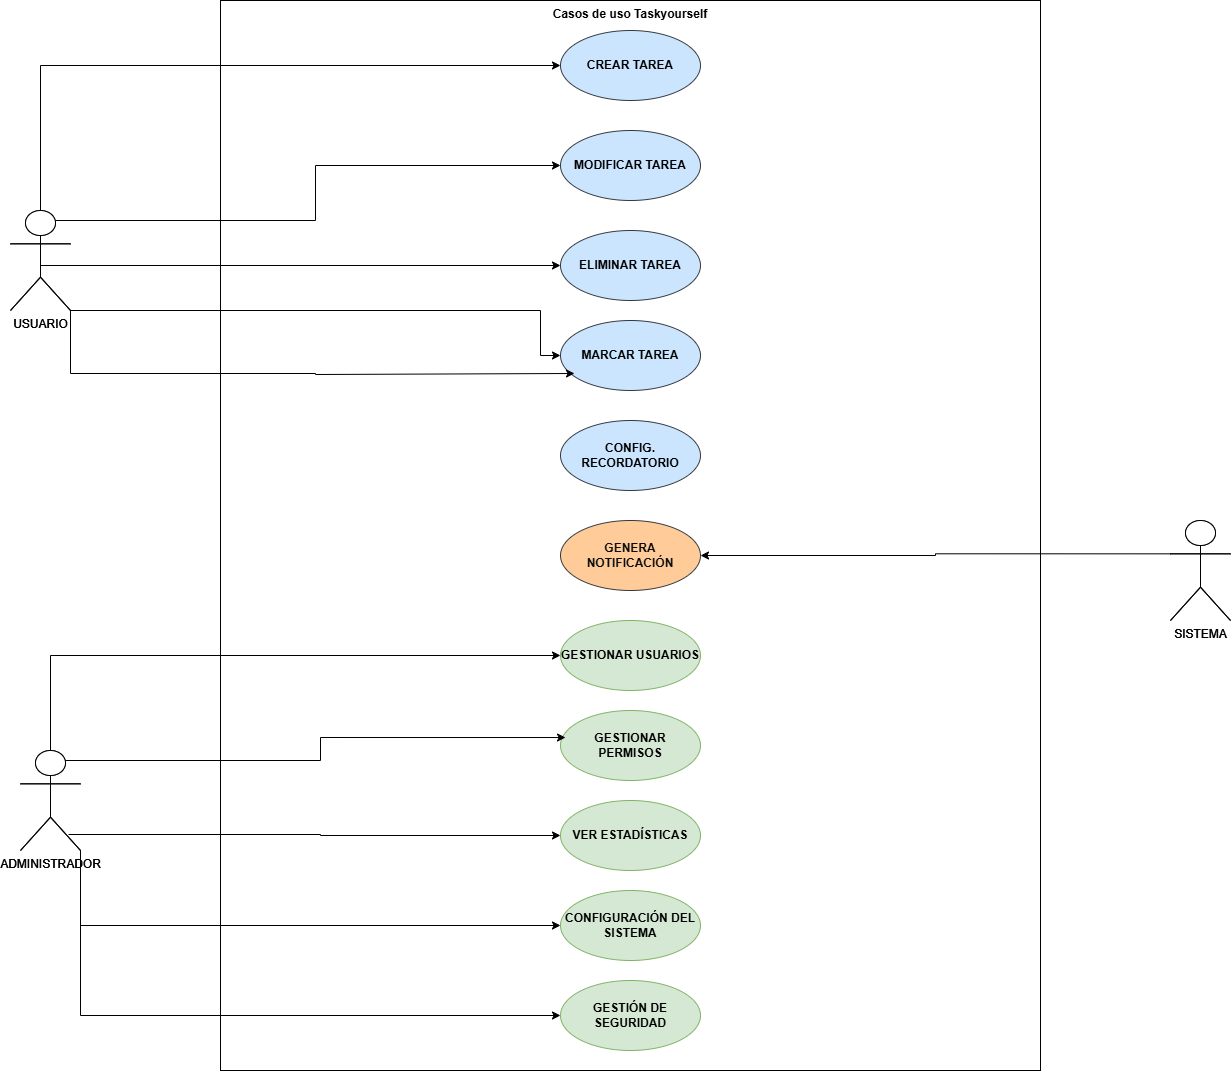 Casos de uso Taskyourself
CREAR TAREA
MODIFICAR TAREA
ELIMINAR TAREA
USUARIO
MARCAR TAREA
CONFIG.
RECORDATORIO
GENERA
NOTIFICACIÓN
SISTEMA
GESTIONAR USUARIOS
GESTIONAR
PERMISOS
VER ESTADÍSTICAS
ADMINISTRADOR
CONFIGURACIÓN DEL
SISTEMA
GESTIÓN DE
SEGURIDAD